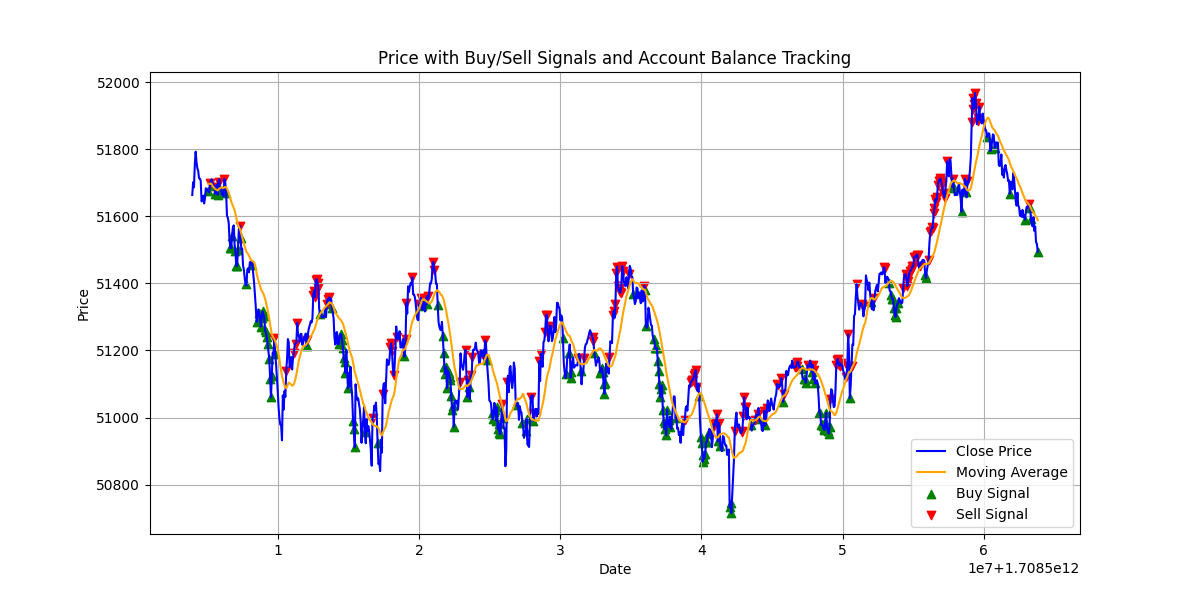 Price with Buy/Sell Signals and Account Balance Tracking
52000
51800
51600
51400
51200
51000
50800
Price
Close Price
Moving Average
Buy Signal
Sell Signal
1 2 3 4 5 6
Date
1e7+1.7085e12